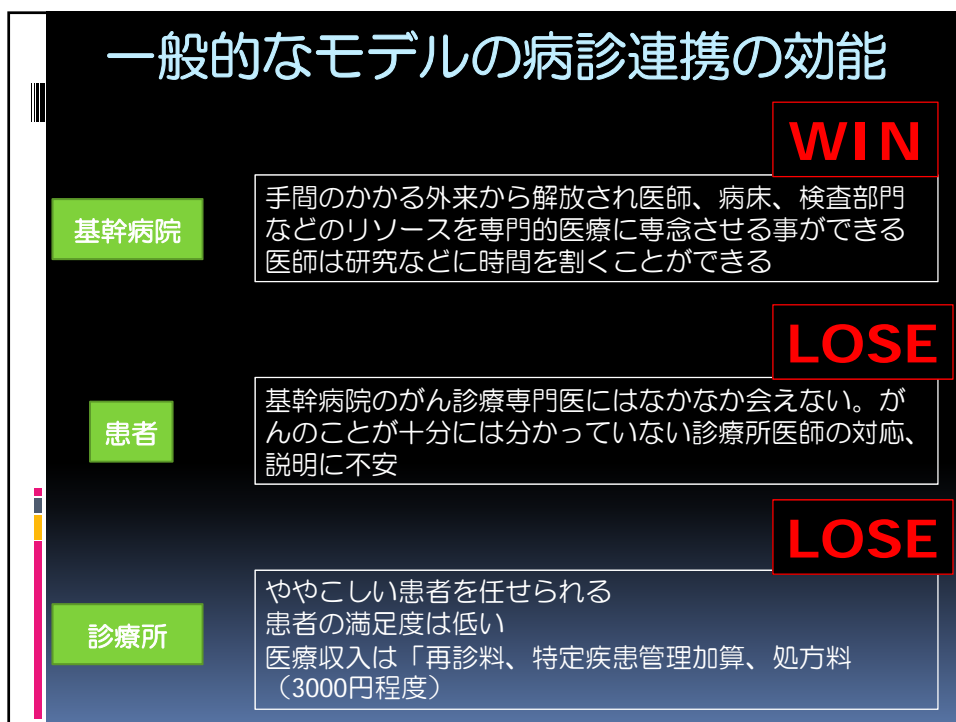 一般的なモデルの病診連携の効能
WIN
基幹病院
手間のかかる外来から解放され医師、病床、検査部門
などのリソースを専門的医療に専念させる事ができる
医師は研究などに時間を割くことができる
LOSE
患者
基幹病院のがん診療専門医にはなかなか会えない。が
んのことが十分には分かっていない診療所医師の対応、
説明に不安
LOSE
診療所
ややこしい患者を任せられる
患者の満足度は低い
医療収入は「再診料、特定疾患管理加算、処方料
（3000円程度）